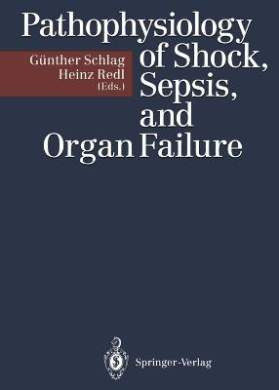 Pathophysiology
Günther Schlag
Heinz Redl
(Eds.)
of Shock,
Sepsis,
and
Organ Failure
Springer-Verlag